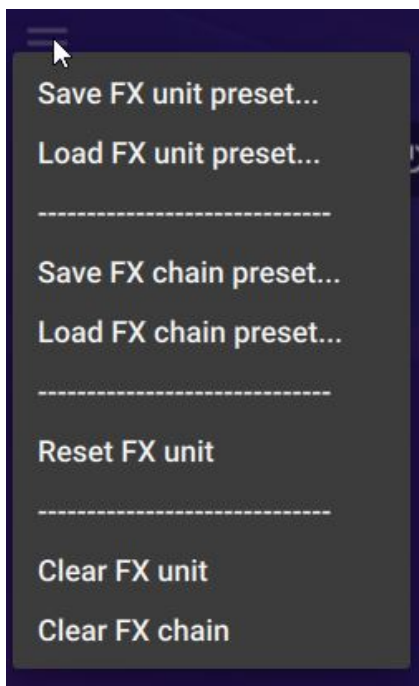 Save FX unit preset...
Load FX unit preset...
------------------------------
Save FX chain preset...
Load FX chain preset...
------------------------------
Reset FX unit
------------------------------
Clear FX unit
Clear FX chain